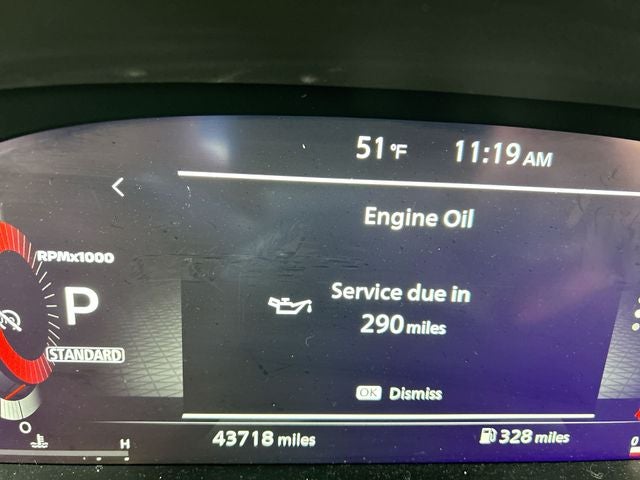 51 °F 11:19 AM
Engine Oil
RPMx1000
P
Service due in
290 miles
STANDARD
OK Dismiss
H
43718 miles
328 miles
0